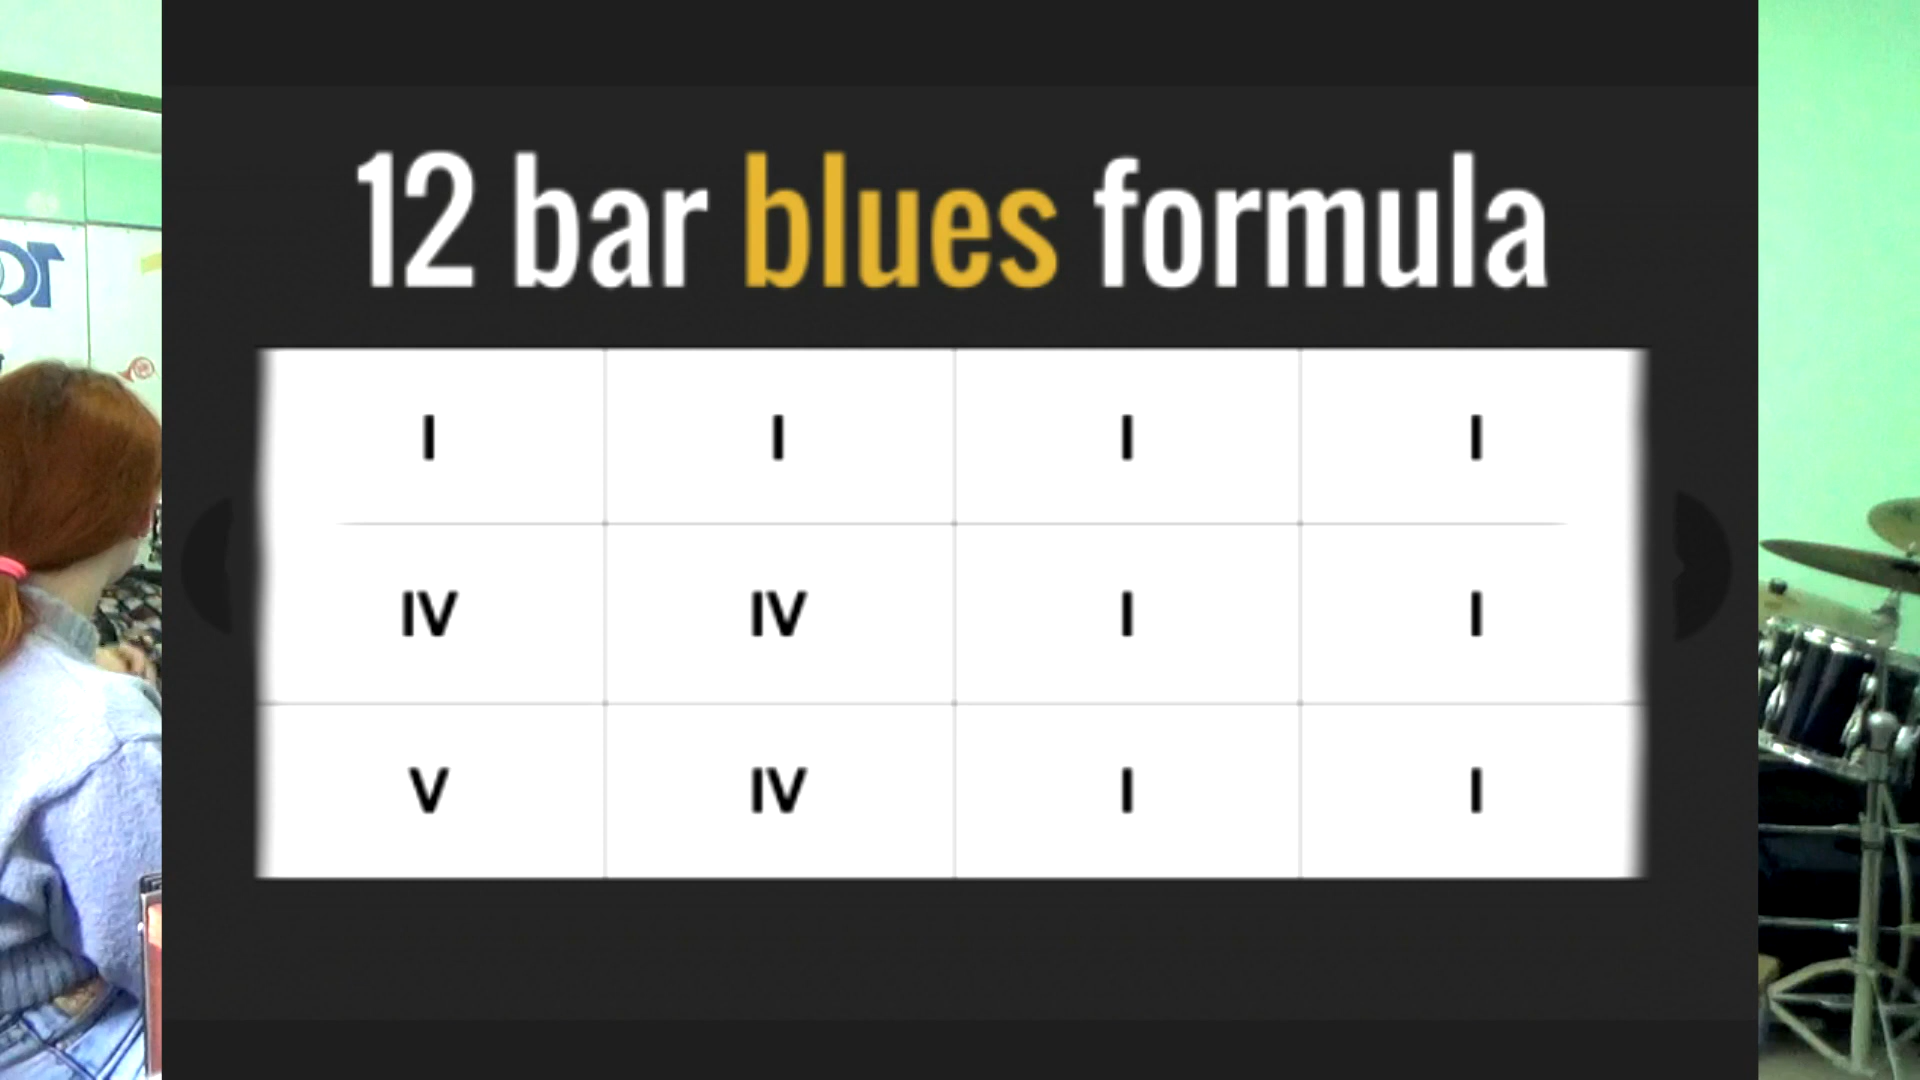 12 bar blues formula
I I I I
IV IV I I
V IV I I